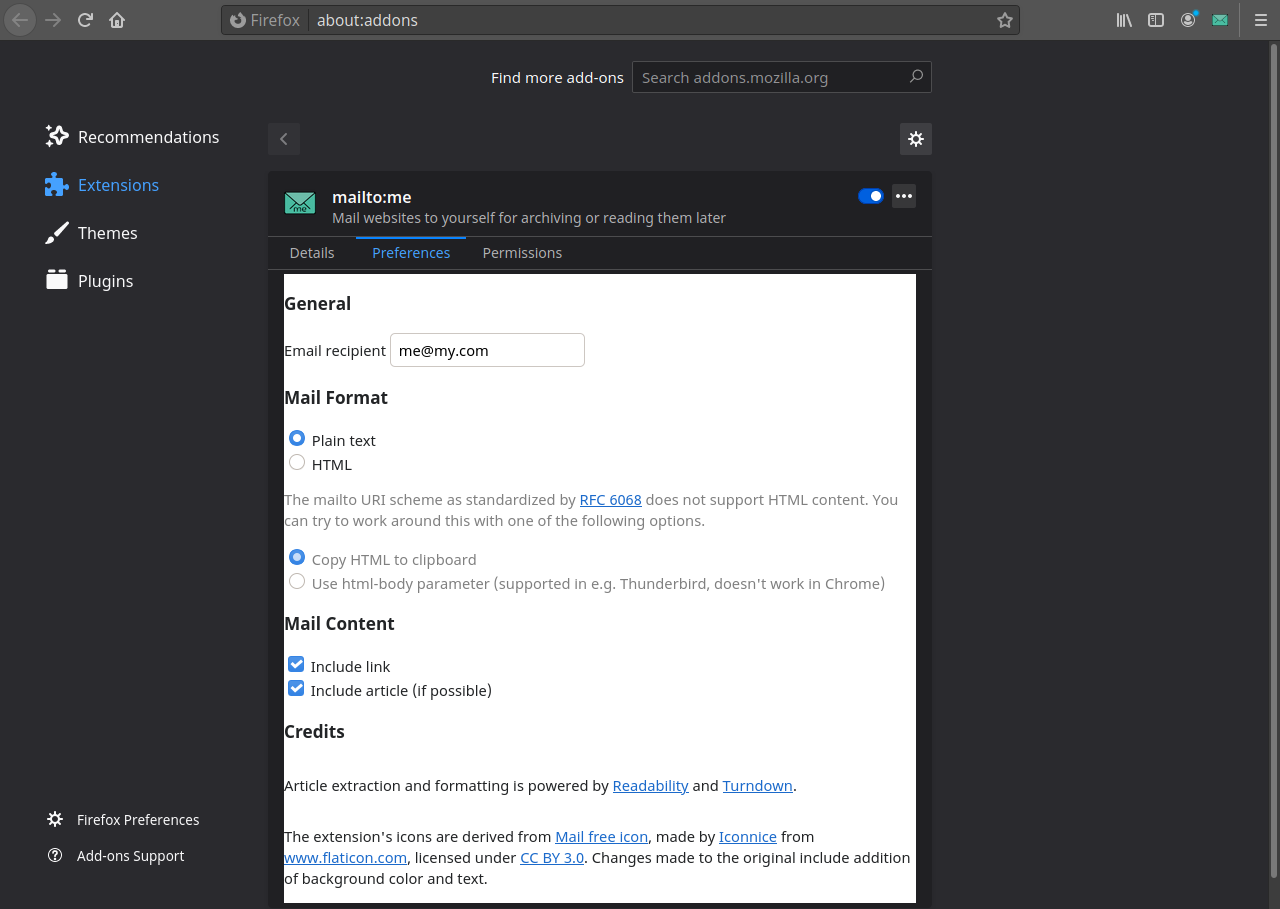 Firefox about:addons
Find more add-ons Search addons.mozilla.org
Recommendations
Extensions
Themes
Plugins
mailto:me
Mail websites to yourself for archiving or reading them later
Details Preferences Permissions
General
Email recipient me@my.com
Mail Format
Plain text
HTML
The mailto URI scheme as standardized by RFC 6068 does not support HTML content. You
can try to work around this with one of the following options.
Copy HTML to clipboard
Use html-body parameter (supported in e.g. Thunderbird, doesn't work in Chrome)
Mail Content
Include link
Include article (if possible)
Credits
Article extraction and formatting is powered by Readability and Turndown.
The extension's icons are derived from Mail free icon, made by Iconnice from
www.flaticon.com, licensed under CC BY 3.0. Changes made to the original include addition
of background color and text.
Firefox Preferences
Add-ons Support
me